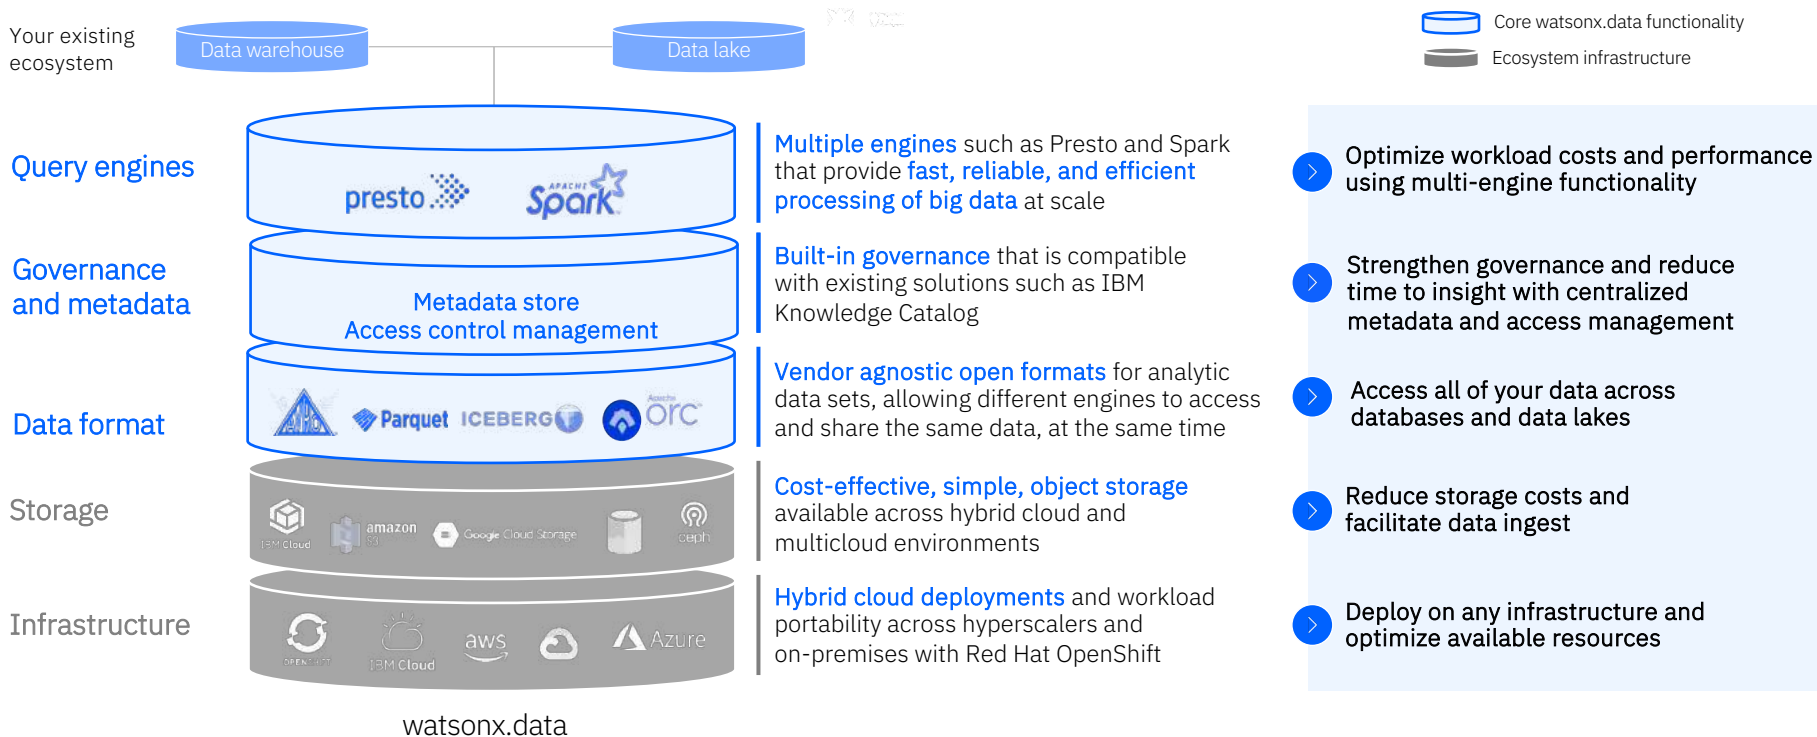 Your existing
ecosystem
Data warehouse
Data lake
Core watsonx.data functionality
Ecosystem infrastructure
Query engines
presto
APACHE
Spark
Multiple engines such as Presto and Spark
that provide fast, reliable, and efficient
processing of big data at scale
Optimize workload costs and performance
using multi-engine functionality
Governance
and metadata
Metadata store
Access control management
Built-in governance that is compatible
with existing solutions such as IBM
Knowledge Catalog
Strengthen governance and reduce
time to insight with centralized
metadata and access management
Data format
Parquet
ICEBERG
Apache
orc
Vendor agnostic open formats for analytic
data sets, allowing different engines to access
and share the same data, at the same time
Access all of your data across
databases and data lakes
Storage
IBM Cloud
amazon
Google Cloud Storage
ceph
Cost-effective, simple, object storage
available across hybrid cloud and
multicloud environments
Reduce storage costs and
facilitate data ingest
Infrastructure
OPENSHIFT
IBM Cloud
aws
Azure
Hybrid cloud deployments and workload
portability across hyperscalers and
on-premises with Red Hat OpenShift
Deploy on any infrastructure and
optimize available resources
watsonx.data